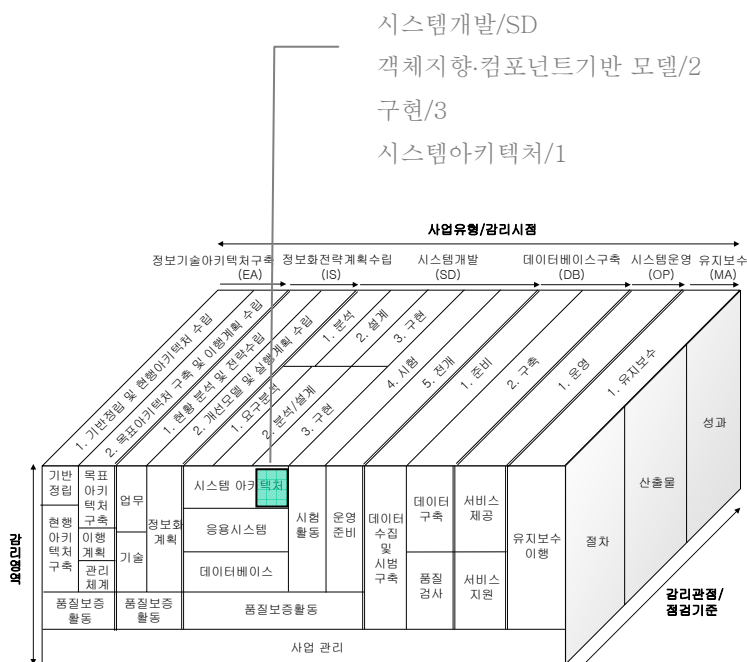 시스템개발/SD
객체지향·컴포넌트기반 모델/2
구현/3
시스템아키텍처/1
사업유형/감리시점
정보기술아키텍처구축
(EA)
정보화전략계획수립
(IS)
시스템개발
(SD)
데이터베이스구축
(DB)
시스템운영
(OP)
유지보수
(MA)
1. 기반정립 및 현행아키텍처 수립
2. 목표아키텍처 구축 및 이행계획 수립
1. 현황 분석 및 전략수립
2. 개선모델 및 실행계획 수립
1. 분석
2. 설계
3. 구현
1. 요구분석
2. 분석/설계
3. 구현
4. 시험
5. 전개
1. 준비
2. 구축
1. 운영
1. 유지보수
감리영역
기반
정립
현행
아키
텍처
구축
목표
아키
텍처
구축
이행
계획
관리
체계
품질보증
활동
업무
기술
정보화
계획
품질보증
활동
시스템 아키텍처
응용시스템
데이터베이스
시험
활동
운영
준비
품질보증활동
데이터
수집
및
시범
구축
데이터
구축
품질
검사
서비스
제공
서비스
지원
유지보수
이행
사업 관리
절차
산출물
성과
감리관점/
점검기준